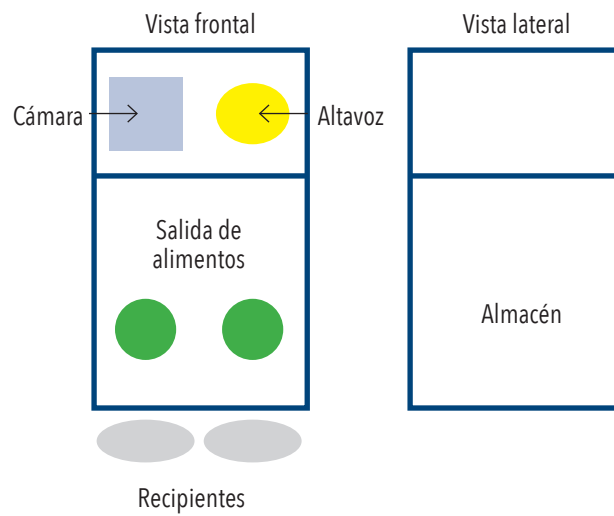 Vista frontal
Vista lateral
Cámara
Altavoz
Salida de
alimentos
Almacén
Recipientes